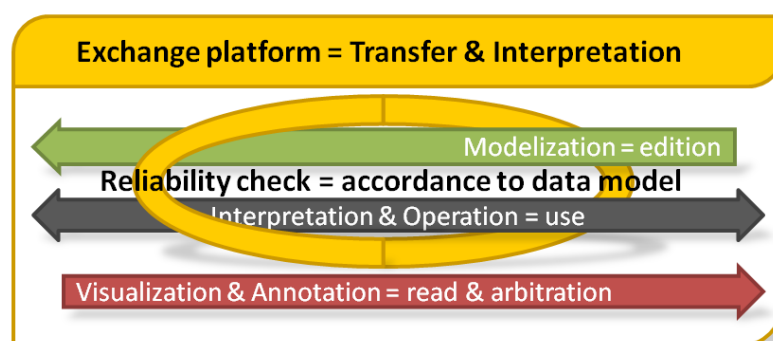 Exchange platform = Transfer & Interpretation
Modelization = edition
Reliability check = accordance to data model
Interpretation & Operation = use
Visualization & Annotation = read & arbitration